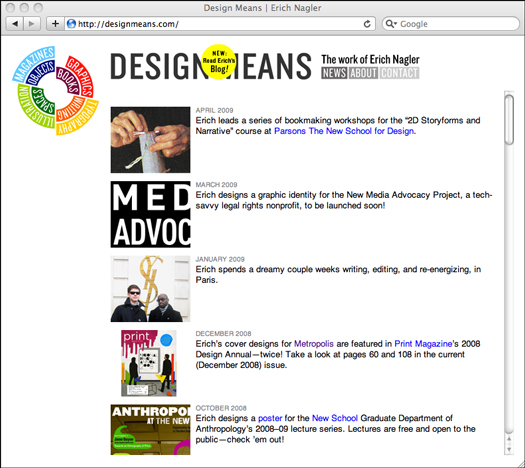 Design Means | Erich Nagler
http://designmeans.com/
Google
MAGAZINES
OBJECTS
GRAPHICS
BOOKS
WRITING
SPACES
TYPOGRAPHY
ILLUSTRATION
DESIGN MEANS
NEW:
Read Erich's
Blog!
The work of Erich Nagler
NEWS ABOUT CONTACT
APRIL 2009
Erich leads a series of bookmaking workshops for the "2D Storyforms and
Narrative" course at Parsons The New School for Design.
MED
ADVOC
MARCH 2009
Erich designs a graphic identity for the New Media Advocacy Project, a tech-
savvy legal rights nonprofit, to be launched soon!
JANUARY 2009
Erich spends a dreamy couple weeks writing, editing, and re-energizing, in
Paris.
print
DECEMBER 2008
Erich's cover designs for Metropolis are featured in Print Magazine's 2008
Design Annual—twice! Take a look at pages 60 and 108 in the current
(December 2008) issue.
ANTHROPO
AT THE NEW
OCTOBER 2008
Erich designs a poster for the New School Graduate Department of
Anthropology's 2008–09 lecture series. Lectures are free and open to the
public—check 'em out!